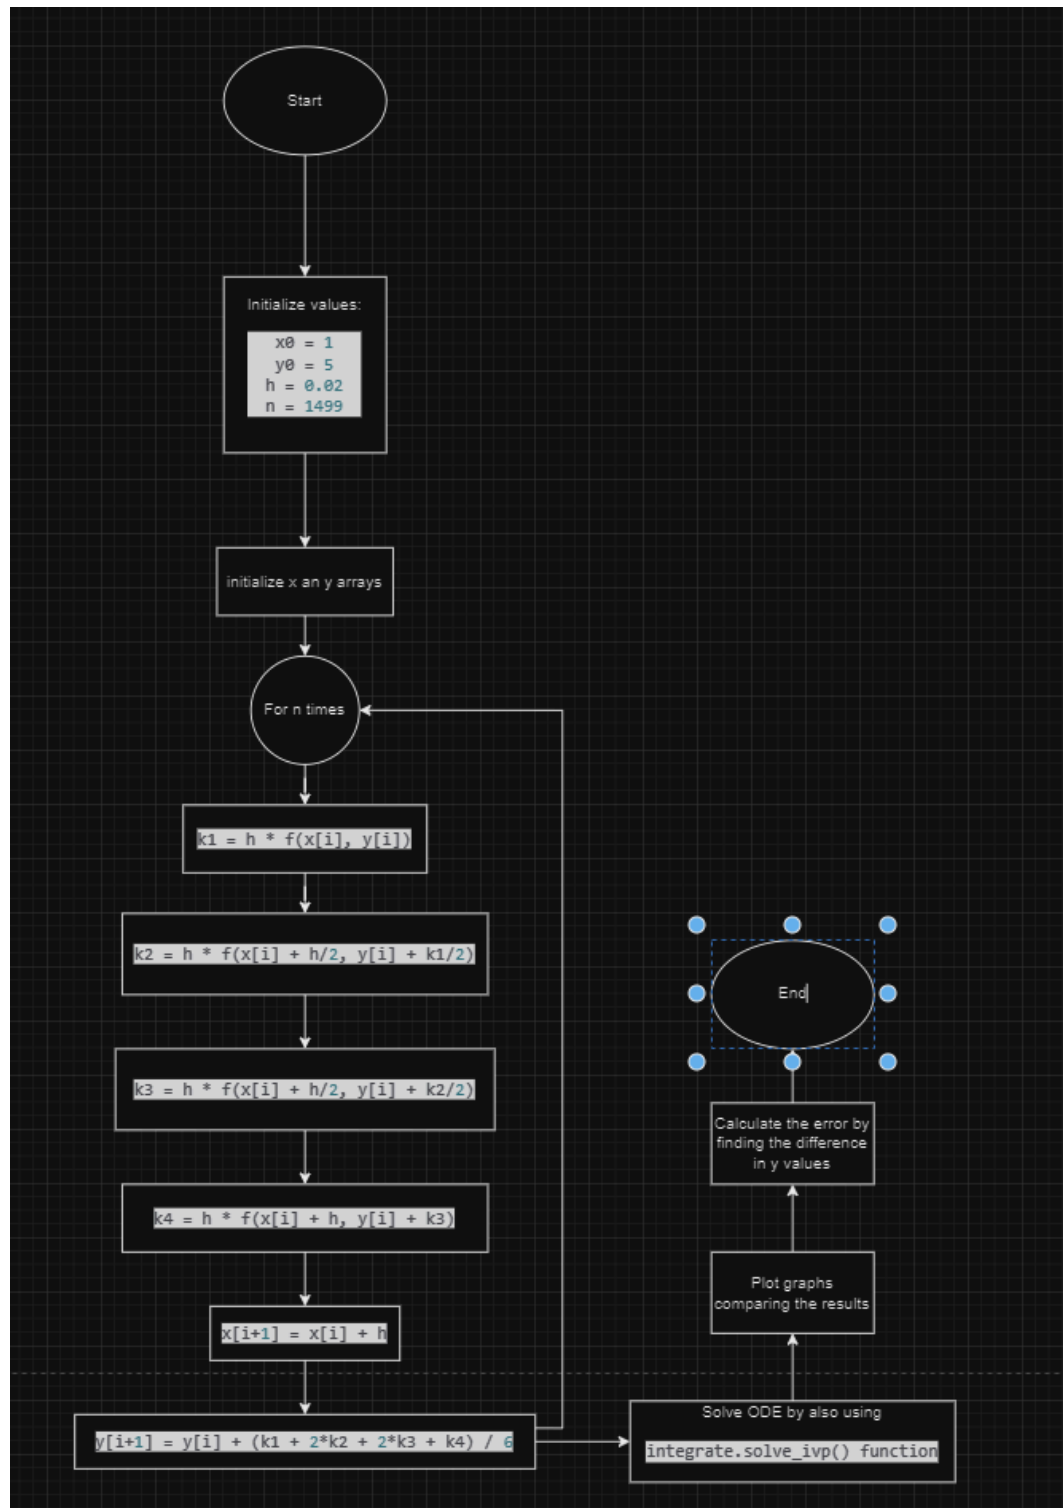 Start
Initialize values:
x0 = 1
y0 = 5
h = 0.02
n = 1499
initialize x an y arrays
For n times
k1 = h * f(x[i], y[i])
k2 = h * f(x[i] + h/2, y[i] + k1/2)
k3 = h * f(x[i] + h/2, y[i] + k2/2)
k4 = h * f(x[i] + h, y[i] + k3)
x[i+1] = x[i] + h
y[i+1] = y[i] + (k1 + 2*k2 + 2*k3 + k4) / 6
Solve ODE by also using
integrate.solve_ivp() function
Plot graphs
comparing the results
Calculate the error by
finding the difference
in y values
End